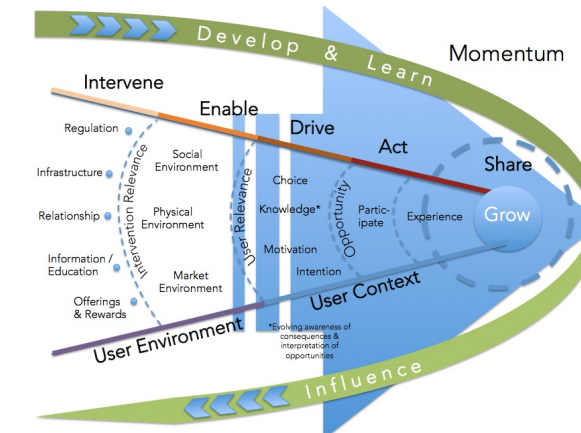 Develop & Learn
Momentum
Intervene
Enable
Drive
Act
Share
Grow
Regulation
Infrastructure
Relationship
Information /
Education
Offerings
& Rewards
Intervention Relevance
Social
Environment
Physical
Environment
Market
Environment
User Relevance
Choice
Knowledge*
Motivation
Intention
Opportunity
Partic-
ipate
Experience
User Environment
User Context
*Evolving awareness of
consequences &
interpretation of
opportunities
Influence